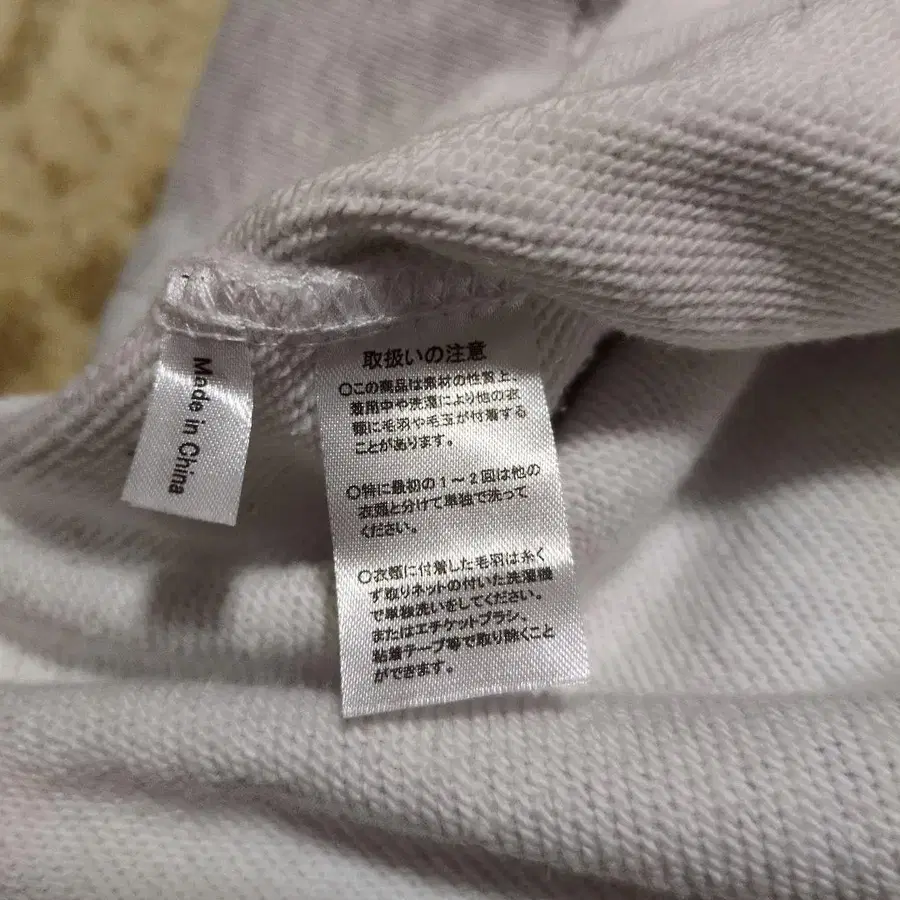 Made in China
取扱いの注意
○この商品は素材の性質上、
着用中や洗濯により他の衣
類に毛羽や毛玉が付着する
ことがあります。
○特に最初の1～2回は他の
衣類と分けて単独で洗って
ください。
○衣類に付着した毛羽は糸く
ず取りネットの付いた洗濯機
で単独洗いをしてください。
またはエチケットブラシ、
粘着テープ等で取り除くこと
ができます。